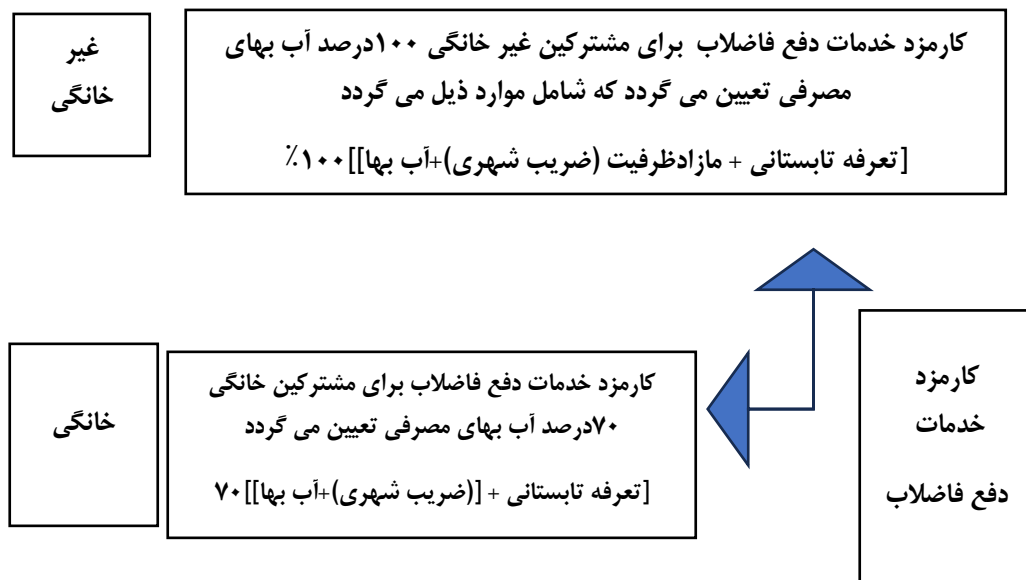 غیر
خانگی
کارمزد خدمات دفع فاضلاب برای مشترکین غیر خانگی ۱۰۰درصد آب بهای
مصرفی تعیین می گردد که شامل موارد ذیل می گردد
[تعرفه تابستانی + مازادظرفیت (ضریب شهری)+آب بها]]۱۰۰٪
کارمزد
خدمات
دفع فاضلاب
کارمزد خدمات دفع فاضلاب برای مشترکین خانگی
۷۰درصد آب بهای مصرفی تعیین می گردد
[تعرفه تابستانی + [(ضریب شهری)+آب بها]]۷۰
خانگی